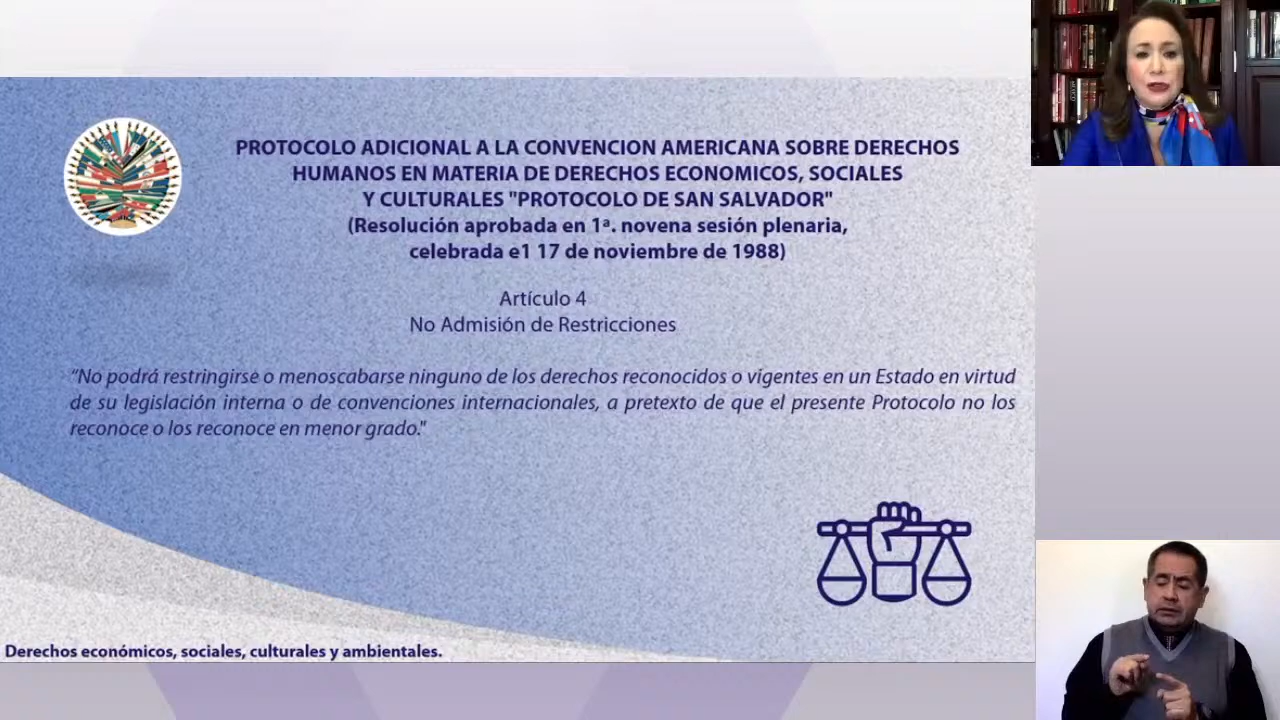 PROTOCOLO ADICIONAL A LA CONVENCION AMERICANA SOBRE DERECHOS
HUMANOS EN MATERIA DE DERECHOS ECONOMICOS, SOCIALES
Y CULTURALES "PROTOCOLO DE SAN SALVADOR"
(Resolución aprobada en 1ª. novena sesión plenaria,
celebrada e1 17 de noviembre de 1988)
Artículo 4
No Admisión de Restricciones
“No podrá restringirse o menoscabarse ninguno de los derechos reconocidos o vigentes en un Estado en virtud
de su legislación interna o de convenciones internacionales, a pretexto de que el presente Protocolo no los
reconoce o los reconoce en menor grado."
Derechos económicos, sociales, culturales y ambientales.